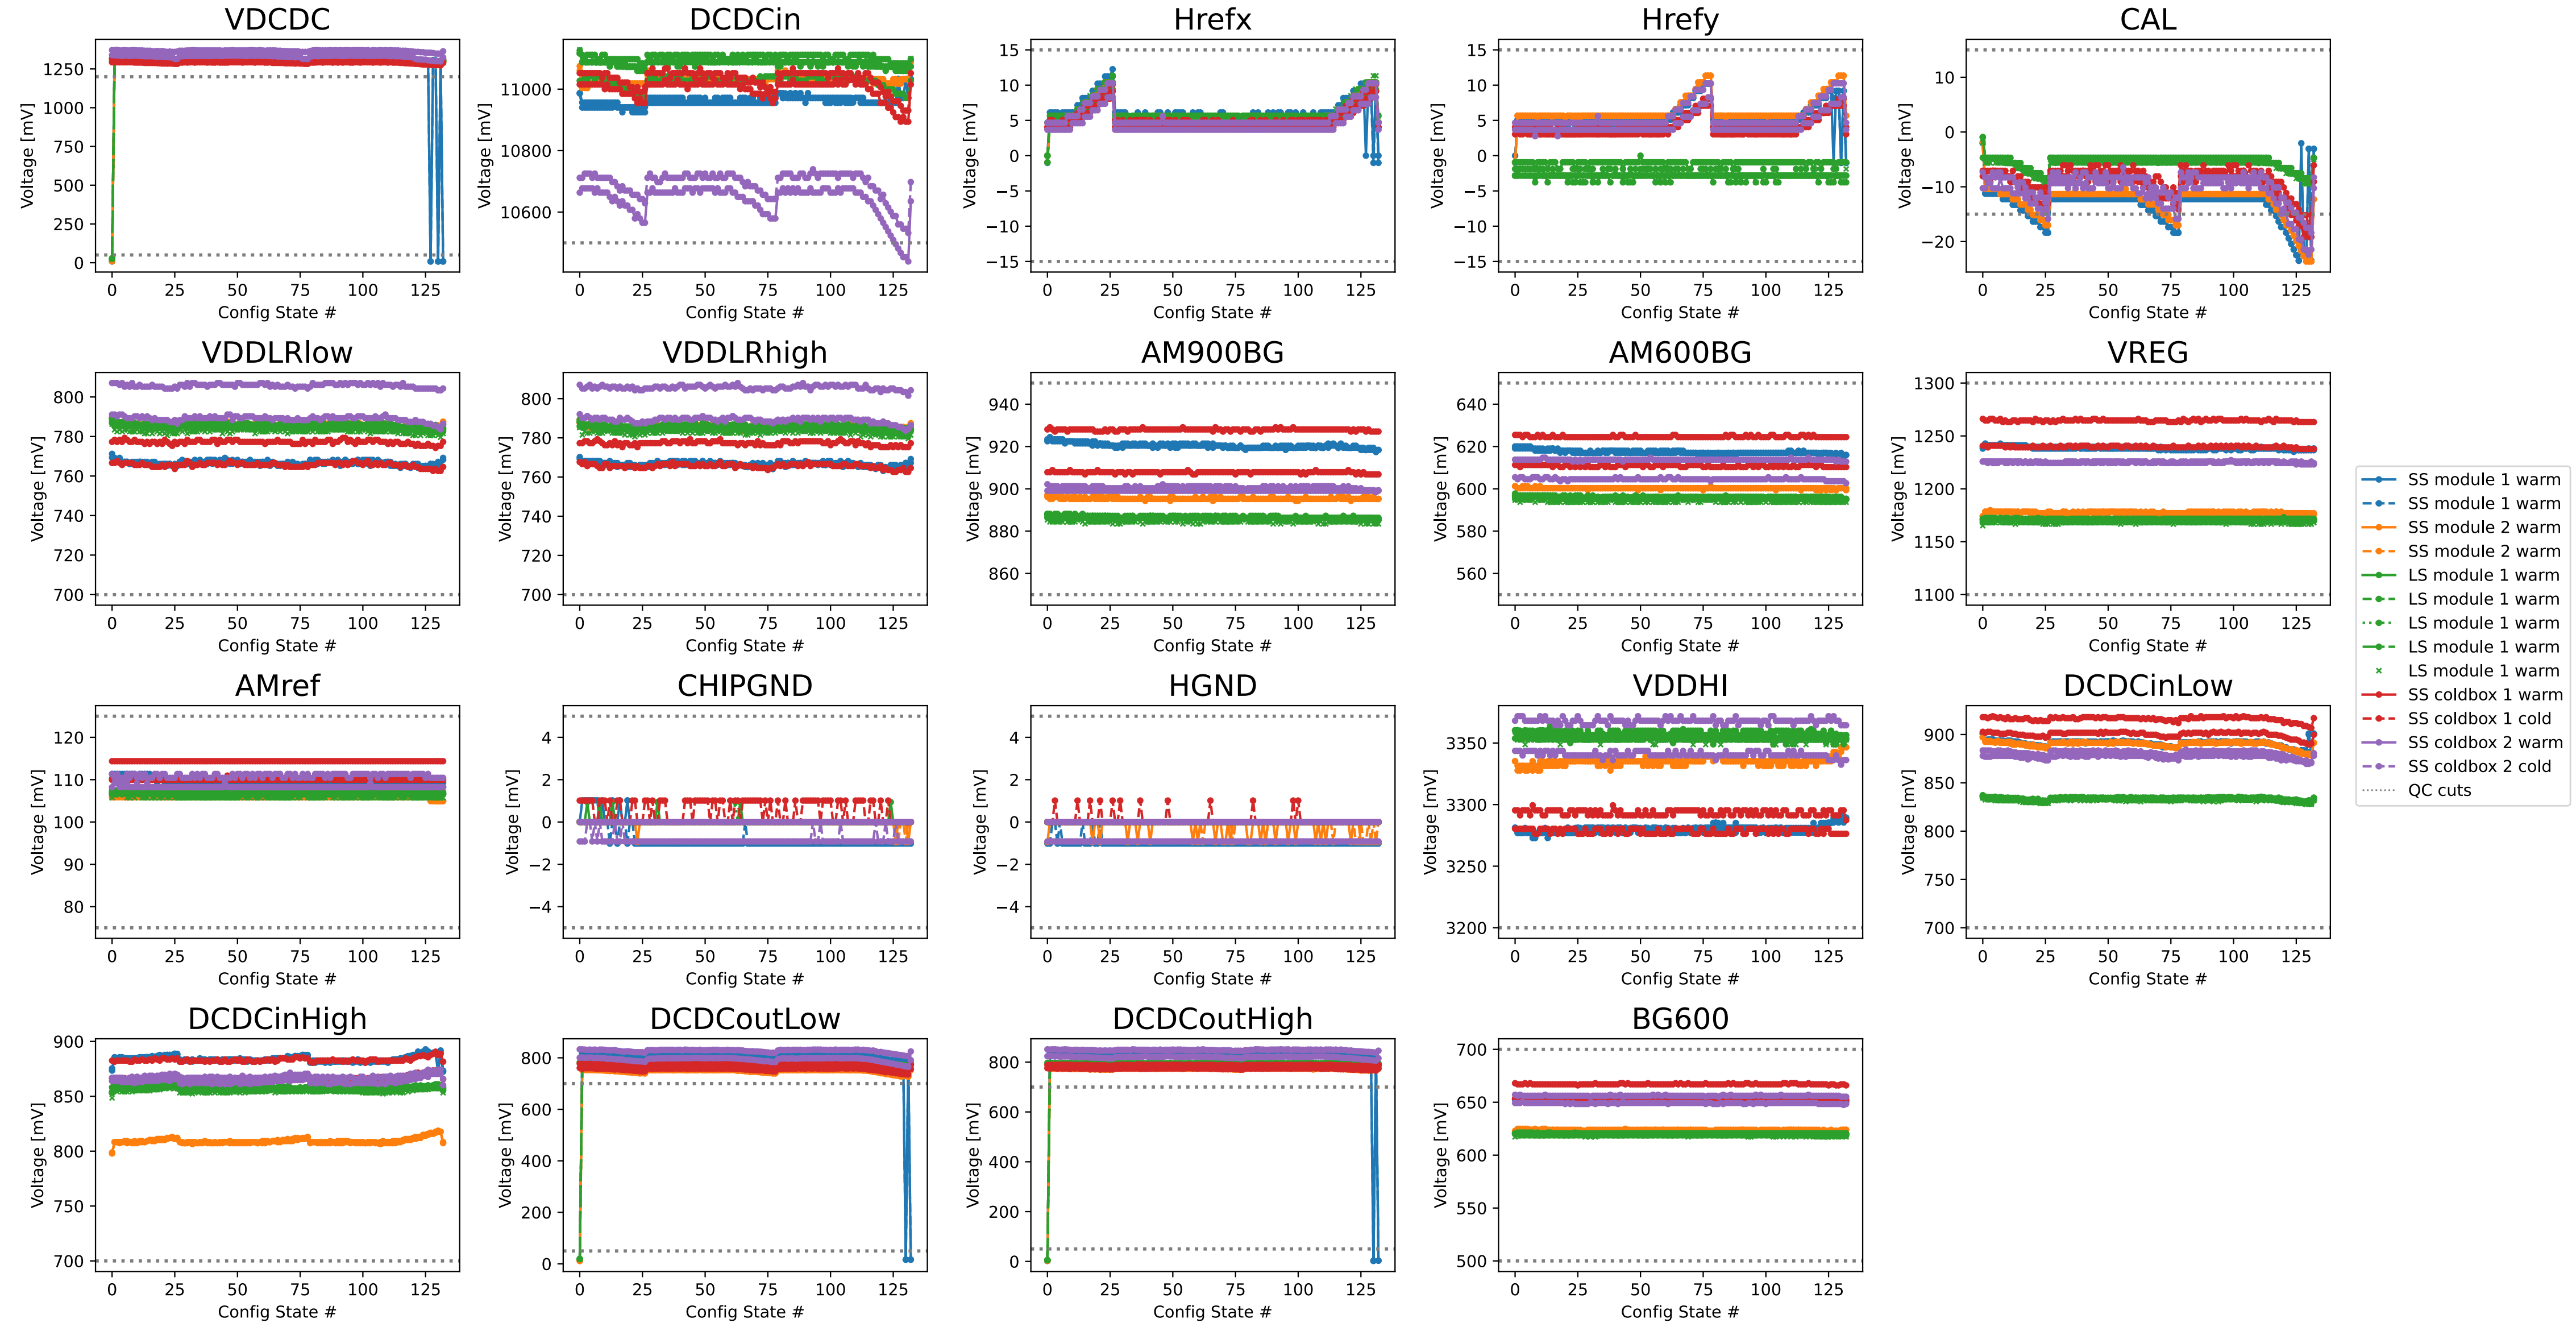 VDCDC
DCDCin
Hrefx
Hrefy
CAL
Voltage [mV]
1250
1000
750
500
250
0
0 25 50 75 100 125
Config State #
Voltage [mV]
11000
10800
10600
0 25 50 75 100 125
Config State #
Voltage [mV]
15
10
5
0
−5
−10
−15
0 25 50 75 100 125
Config State #
Voltage [mV]
15
10
5
0
−5
−10
−15
0 25 50 75 100 125
Config State #
Voltage [mV]
10
0
−10
−20
0 25 50 75 100 125
Config State #
VDDLRlow
VDDLRhigh
AM900BG
AM600BG
VREG
Voltage [mV]
800
780
760
740
720
700
0 25 50 75 100 125
Config State #
Voltage [mV]
800
780
760
740
720
700
0 25 50 75 100 125
Config State #
Voltage [mV]
940
920
900
880
860
0 25 50 75 100 125
Config State #
Voltage [mV]
640
620
600
580
560
0 25 50 75 100 125
Config State #
Voltage [mV]
1300
1250
1200
1150
1100
0 25 50 75 100 125
Config State #
AMref
CHIPGND
HGND
VDDHI
DCDCinLow
Voltage [mV]
120
110
100
90
80
0 25 50 75 100 125
Config State #
Voltage [mV]
4
2
0
−2
−4
0 25 50 75 100 125
Config State #
Voltage [mV]
4
2
0
−2
−4
0 25 50 75 100 125
Config State #
Voltage [mV]
3350
3300
3250
3200
0 25 50 75 100 125
Config State #
Voltage [mV]
900
850
800
750
700
0 25 50 75 100 125
Config State #
DCDCinHigh
DCDCoutLow
DCDCoutHigh
BG600
Voltage [mV]
900
850
800
750
700
0 25 50 75 100 125
Config State #
Voltage [mV]
800
600
400
200
0
0 25 50 75 100 125
Config State #
Voltage [mV]
800
600
400
200
0
0 25 50 75 100 125
Config State #
Voltage [mV]
700
650
600
550
500
0 25 50 75 100 125
Config State #
SS module 1 warm
SS module 1 warm
SS module 2 warm
SS module 2 warm
LS module 1 warm
LS module 1 warm
LS module 1 warm
LS module 1 warm
LS module 1 warm
SS coldbox 1 warm
SS coldbox 1 cold
SS coldbox 2 warm
SS coldbox 2 cold
QC cuts